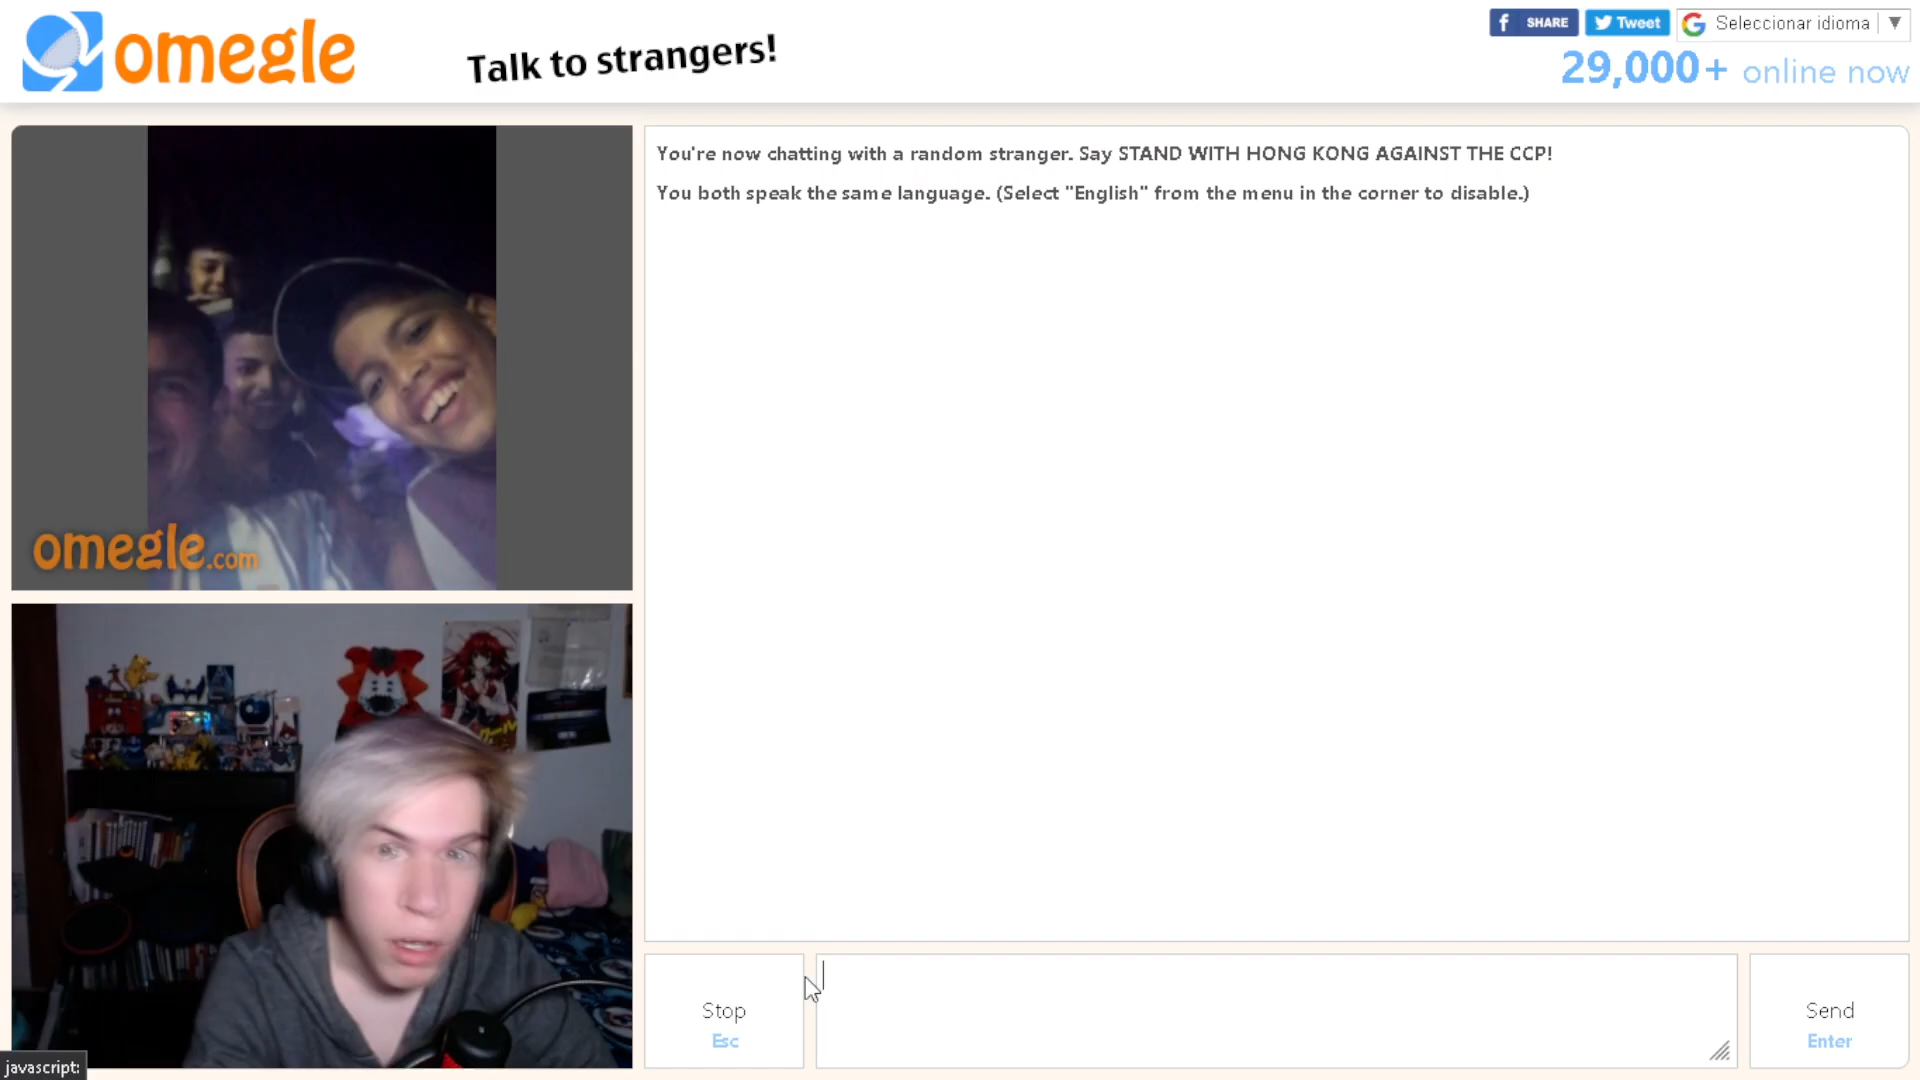 omegle
Talk to strangers!
f SHARE
Tweet
G Seleccionar idioma ▼
29,000+ online now
You're now chatting with a random stranger. Say STAND WITH HONG KONG AGAINST THE CCP!
You both speak the same language. (Select "English" from the menu in the corner to disable.)
omegle.com
Stop
Esc
Send
Enter
javascript: